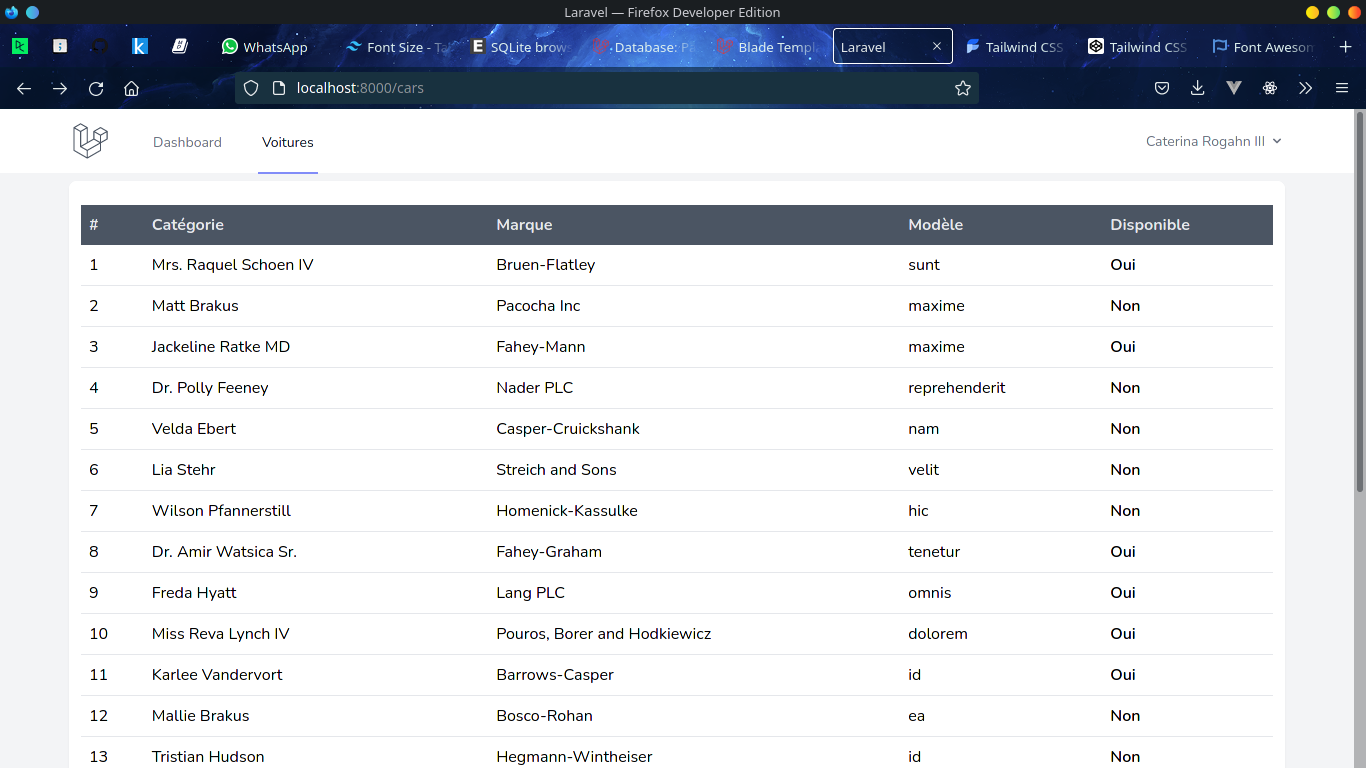 Laravel — Firefox Developer Edition
WhatsApp
Font Size - Tai
SQLite brow
Database: Pa
Blade Templ
Laravel
Tailwind CSS
Tailwind CSS
Font Awesom
localhost:8000/cars
Dashboard Voitures Caterina Rogahn III
# Catégorie Marque Modèle Disponible
1 Mrs. Raquel Schoen IV Bruen-Flatley sunt Oui
2 Matt Brakus Pacocha Inc maxime Non
3 Jackeline Ratke MD Fahey-Mann maxime Oui
4 Dr. Polly Feeney Nader PLC reprehenderit Non
5 Velda Ebert Casper-Cruickshank nam Non
6 Lia Stehr Streich and Sons velit Non
7 Wilson Pfannerstill Homenick-Kassulke hic Non
8 Dr. Amir Watsica Sr. Fahey-Graham tenetur Oui
9 Freda Hyatt Lang PLC omnis Oui
10 Miss Reva Lynch IV Pouros, Borer and Hodkiewicz dolorem Oui
11 Karlee Vandervort Barrows-Casper id Oui
12 Mallie Brakus Bosco-Rohan ea Non
13 Tristian Hudson Hegmann-Wintheiser id Non